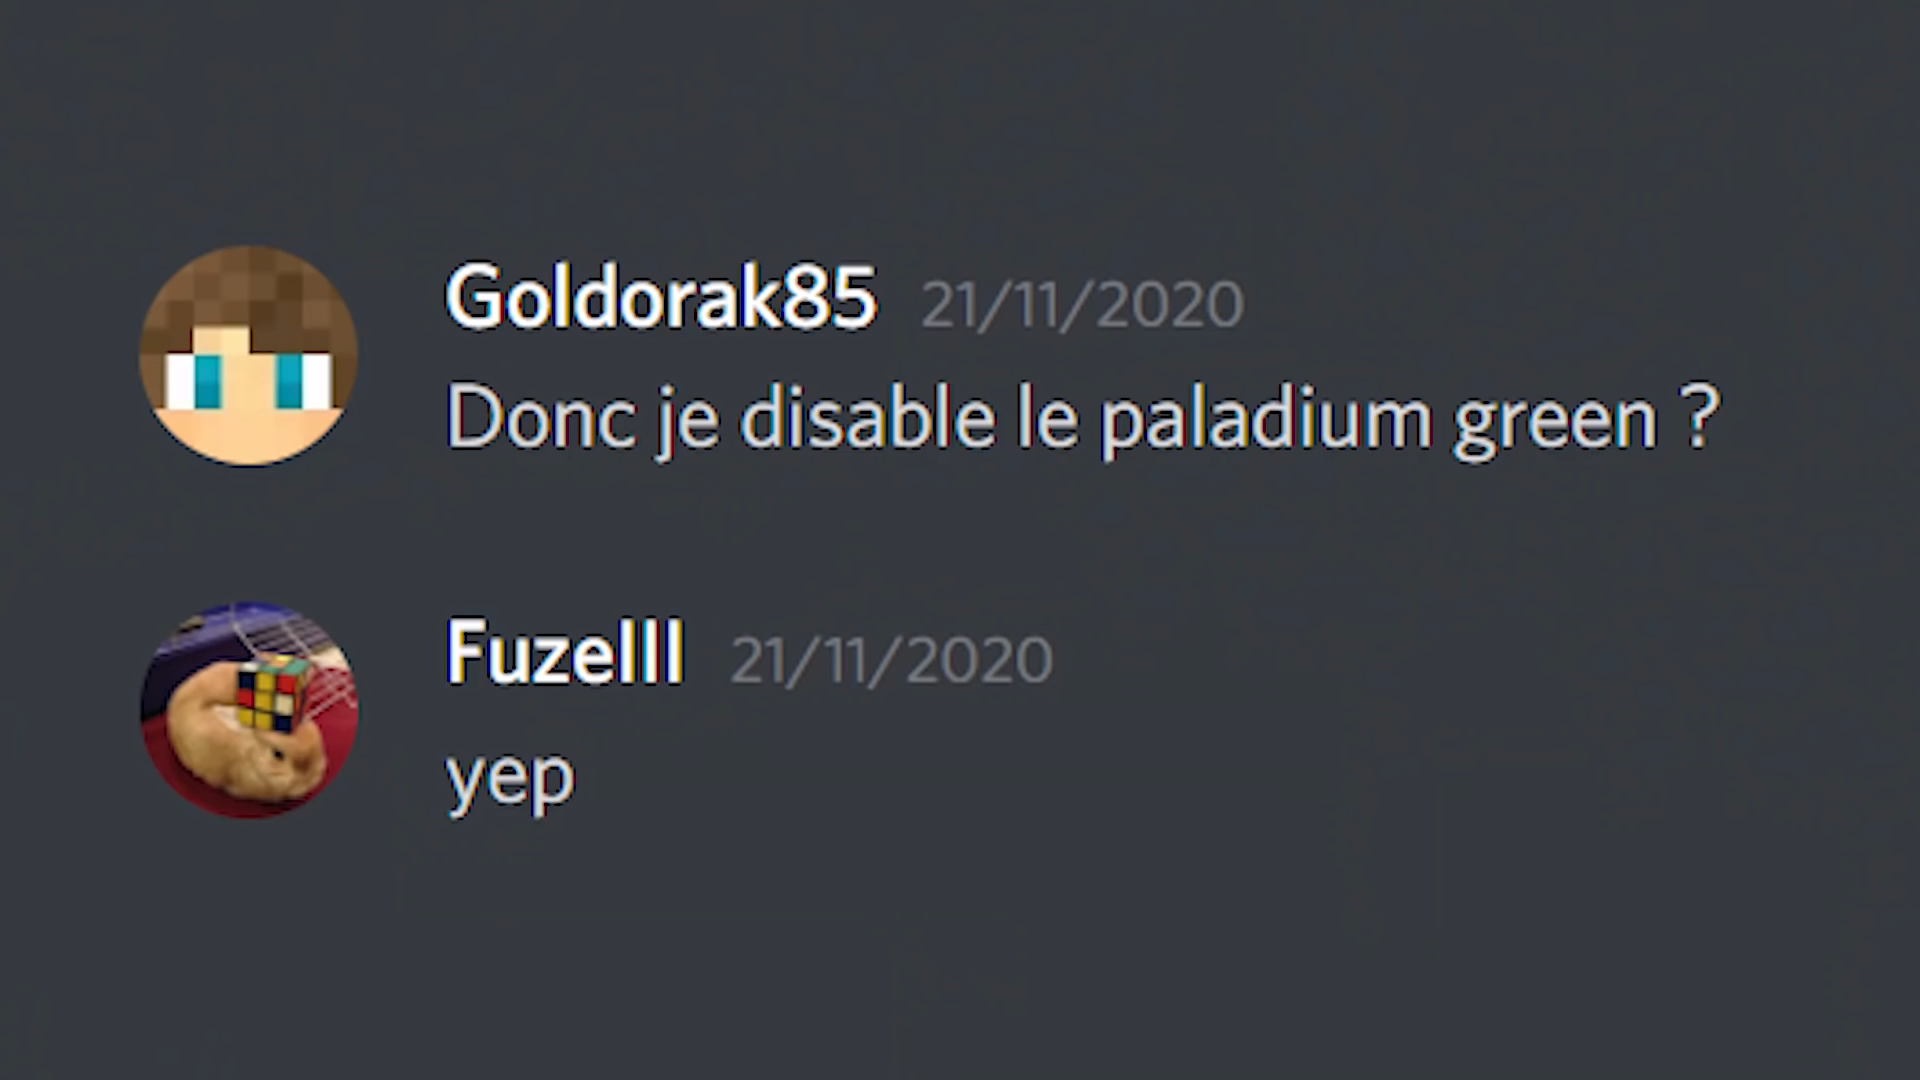 Goldorak85 21/11/2020
Donc je disable le paladium green ?
Fuzelll 21/11/2020
yep